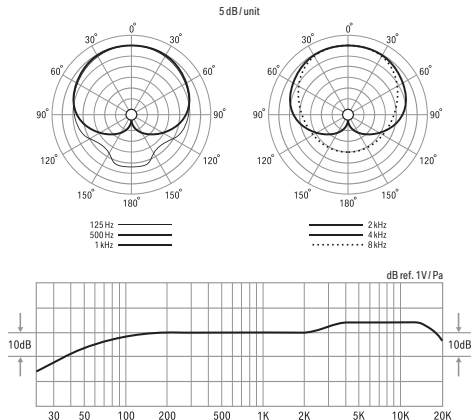 5 dB / unit
0° 0°
30° 30° 30° 30°
60° 60° 60° 60°
90° 90° 90° 90°
120° 120° 120° 120°
150° 150° 150° 150°
180° 180°
125 Hz 2 kHz
500 Hz 4 kHz
1 kHz 8 kHz
dB ref. 1V / Pa
10dB 10dB
30 50 100 200 500 1K 2K 5K 10K 20K